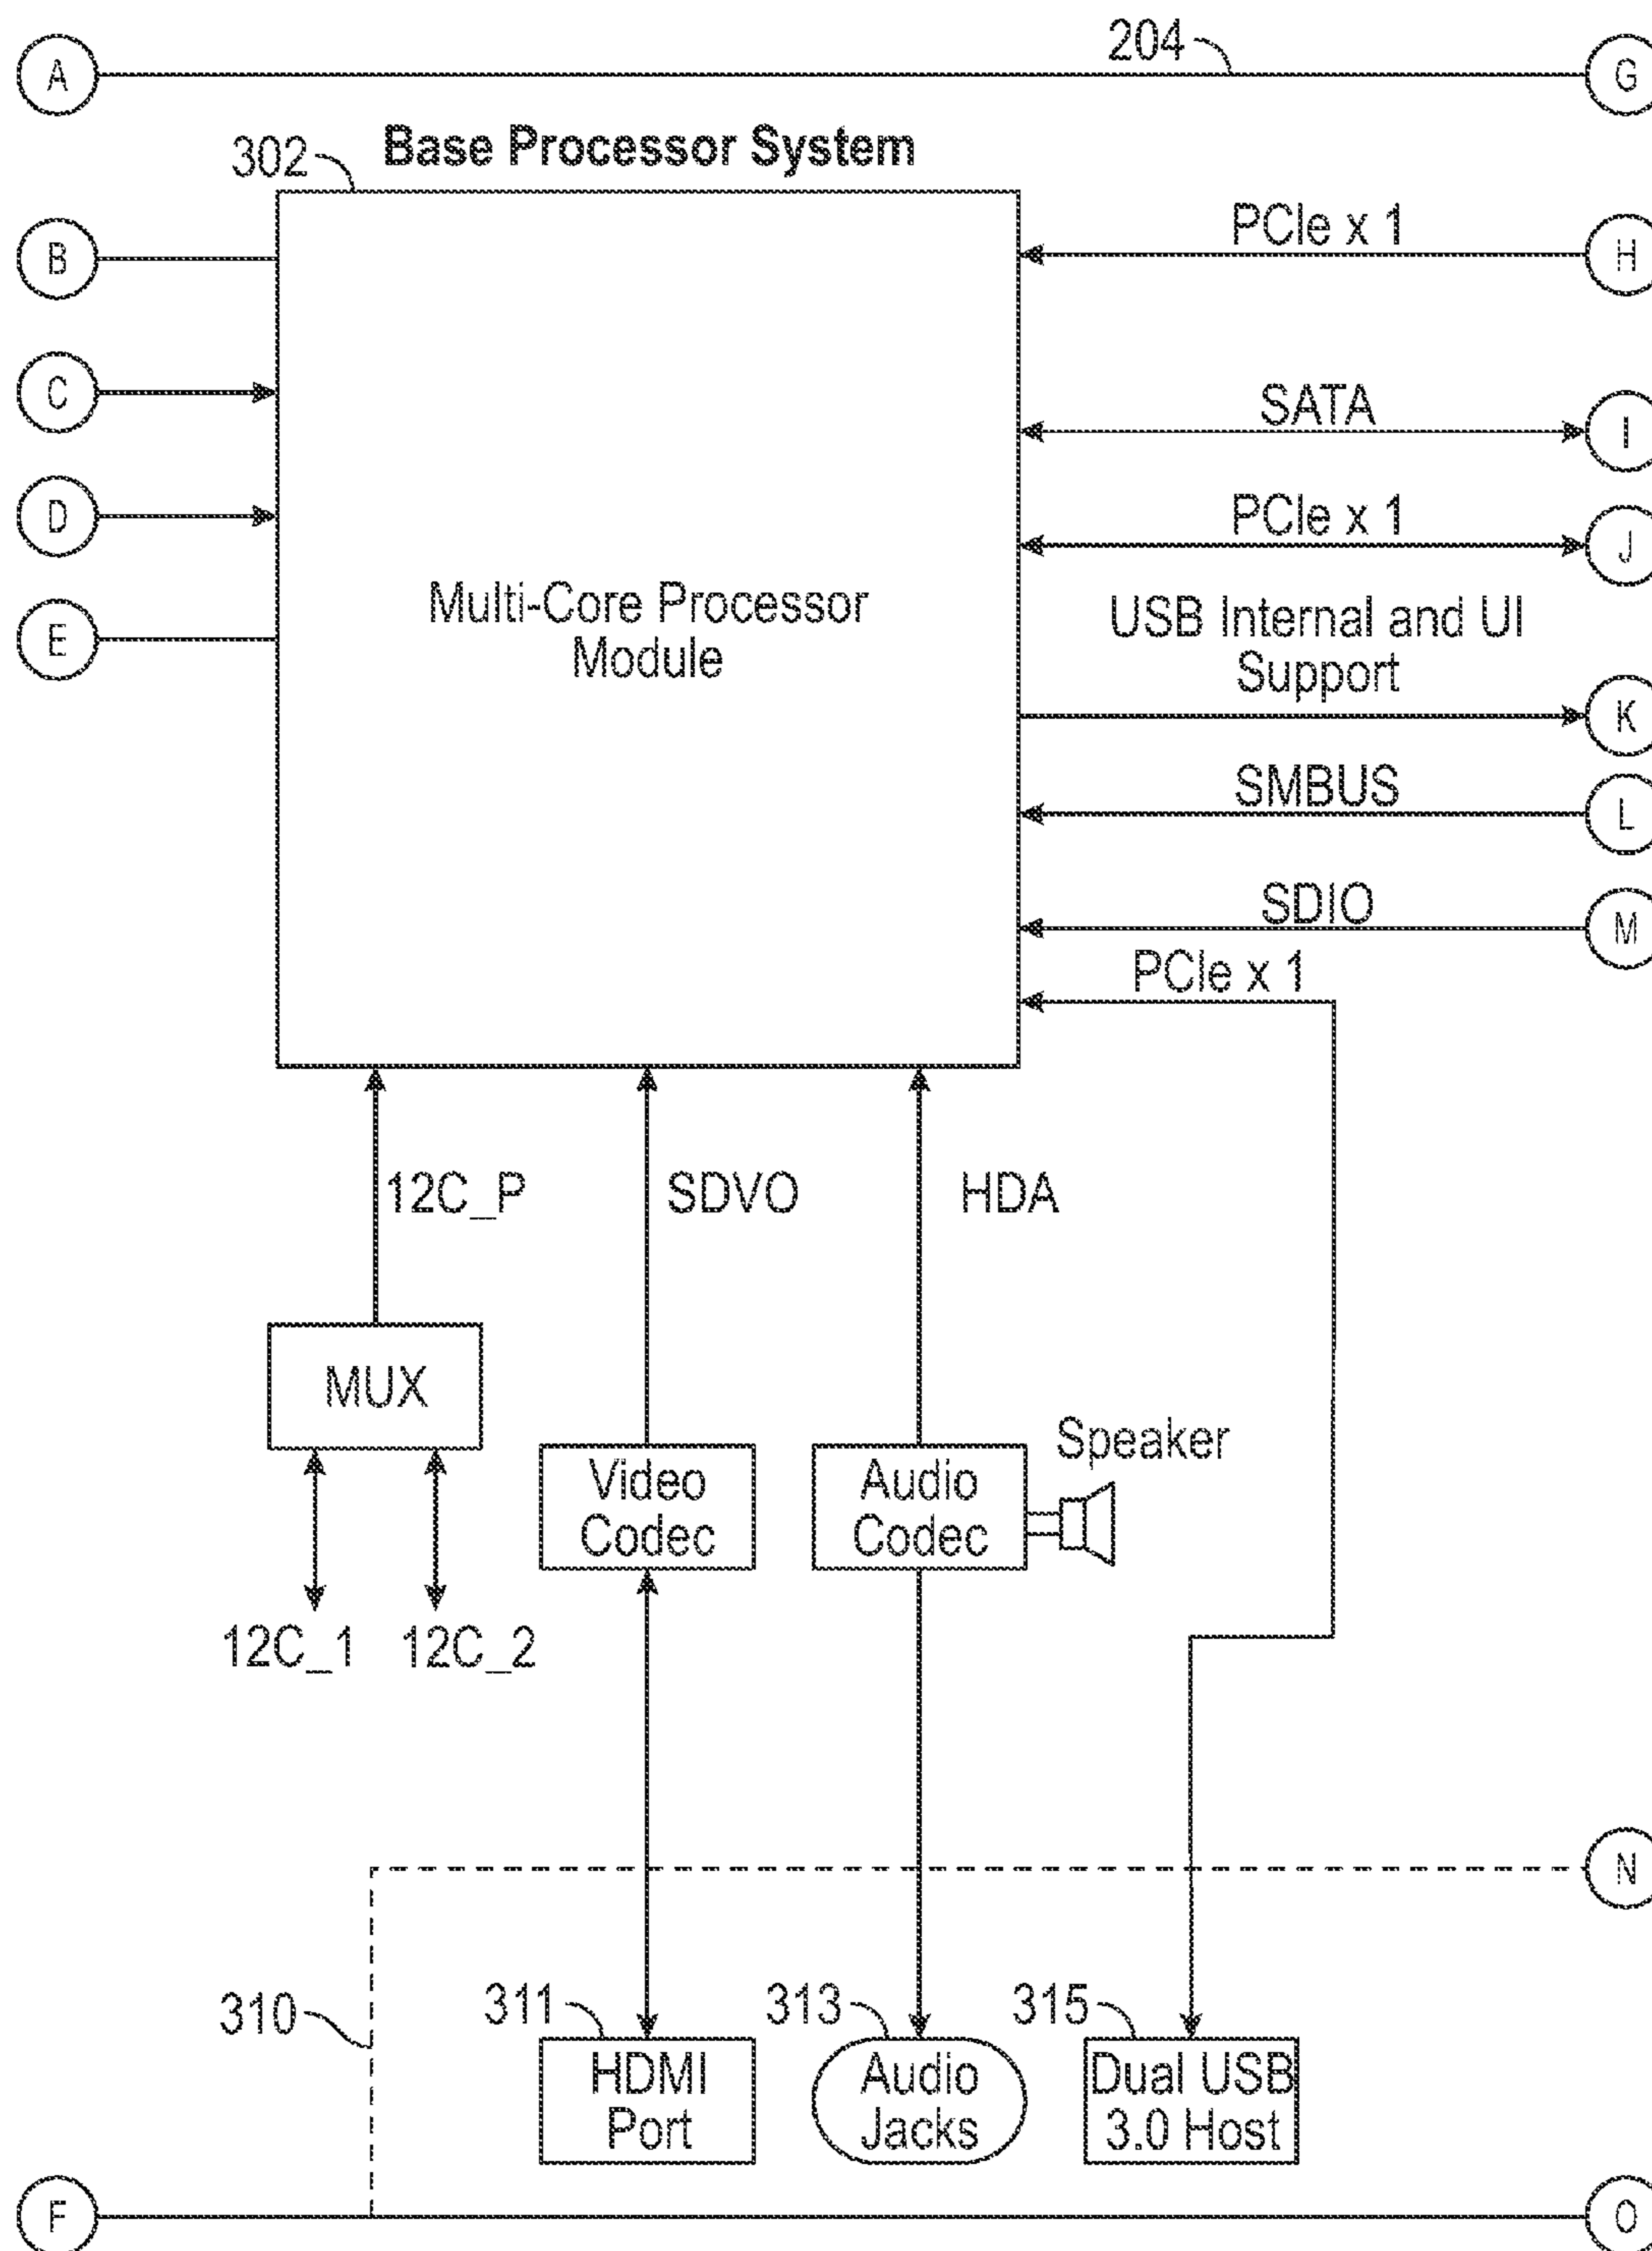 204
A
G
Base Processor System
302
B
PCIe x 1
H
C
SATA
I
D
PCIe x 1
J
Multi-Core Processor
Module
E
USB Internal and UI
Support
K
SMBUS
L
SDIO
M
PCIe x 1
12C_P
SDVO
HDA
MUX
Speaker
Video
Codec
Audio
Codec
12C_1
12C_2
N
310
311
313
315
HDMI
Port
Audio
Jacks
Dual USB
3.0 Host
F
O